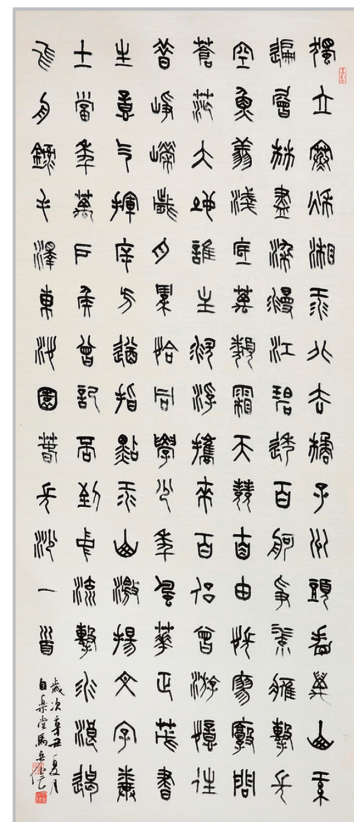 獨立寒秋湘江北去橘子洲頭看萬山紅
遍層林盡染漫江碧透百舸爭流鷹擊長
空魚翔淺底萬類霜天競自由悵寥廓問
蒼茫大地誰主沉浮攜來百侶曾游憶往
昔崢嶸歲月稠恰同學少年風華正茂書
生意氣揮斥方遒指點江山激揚文字糞
土當年萬戶侯曾記否到中流擊水浪遏
飛舟錄毛澤東沁園春長沙一首
歲次辛丑夏月
自樂堂馬